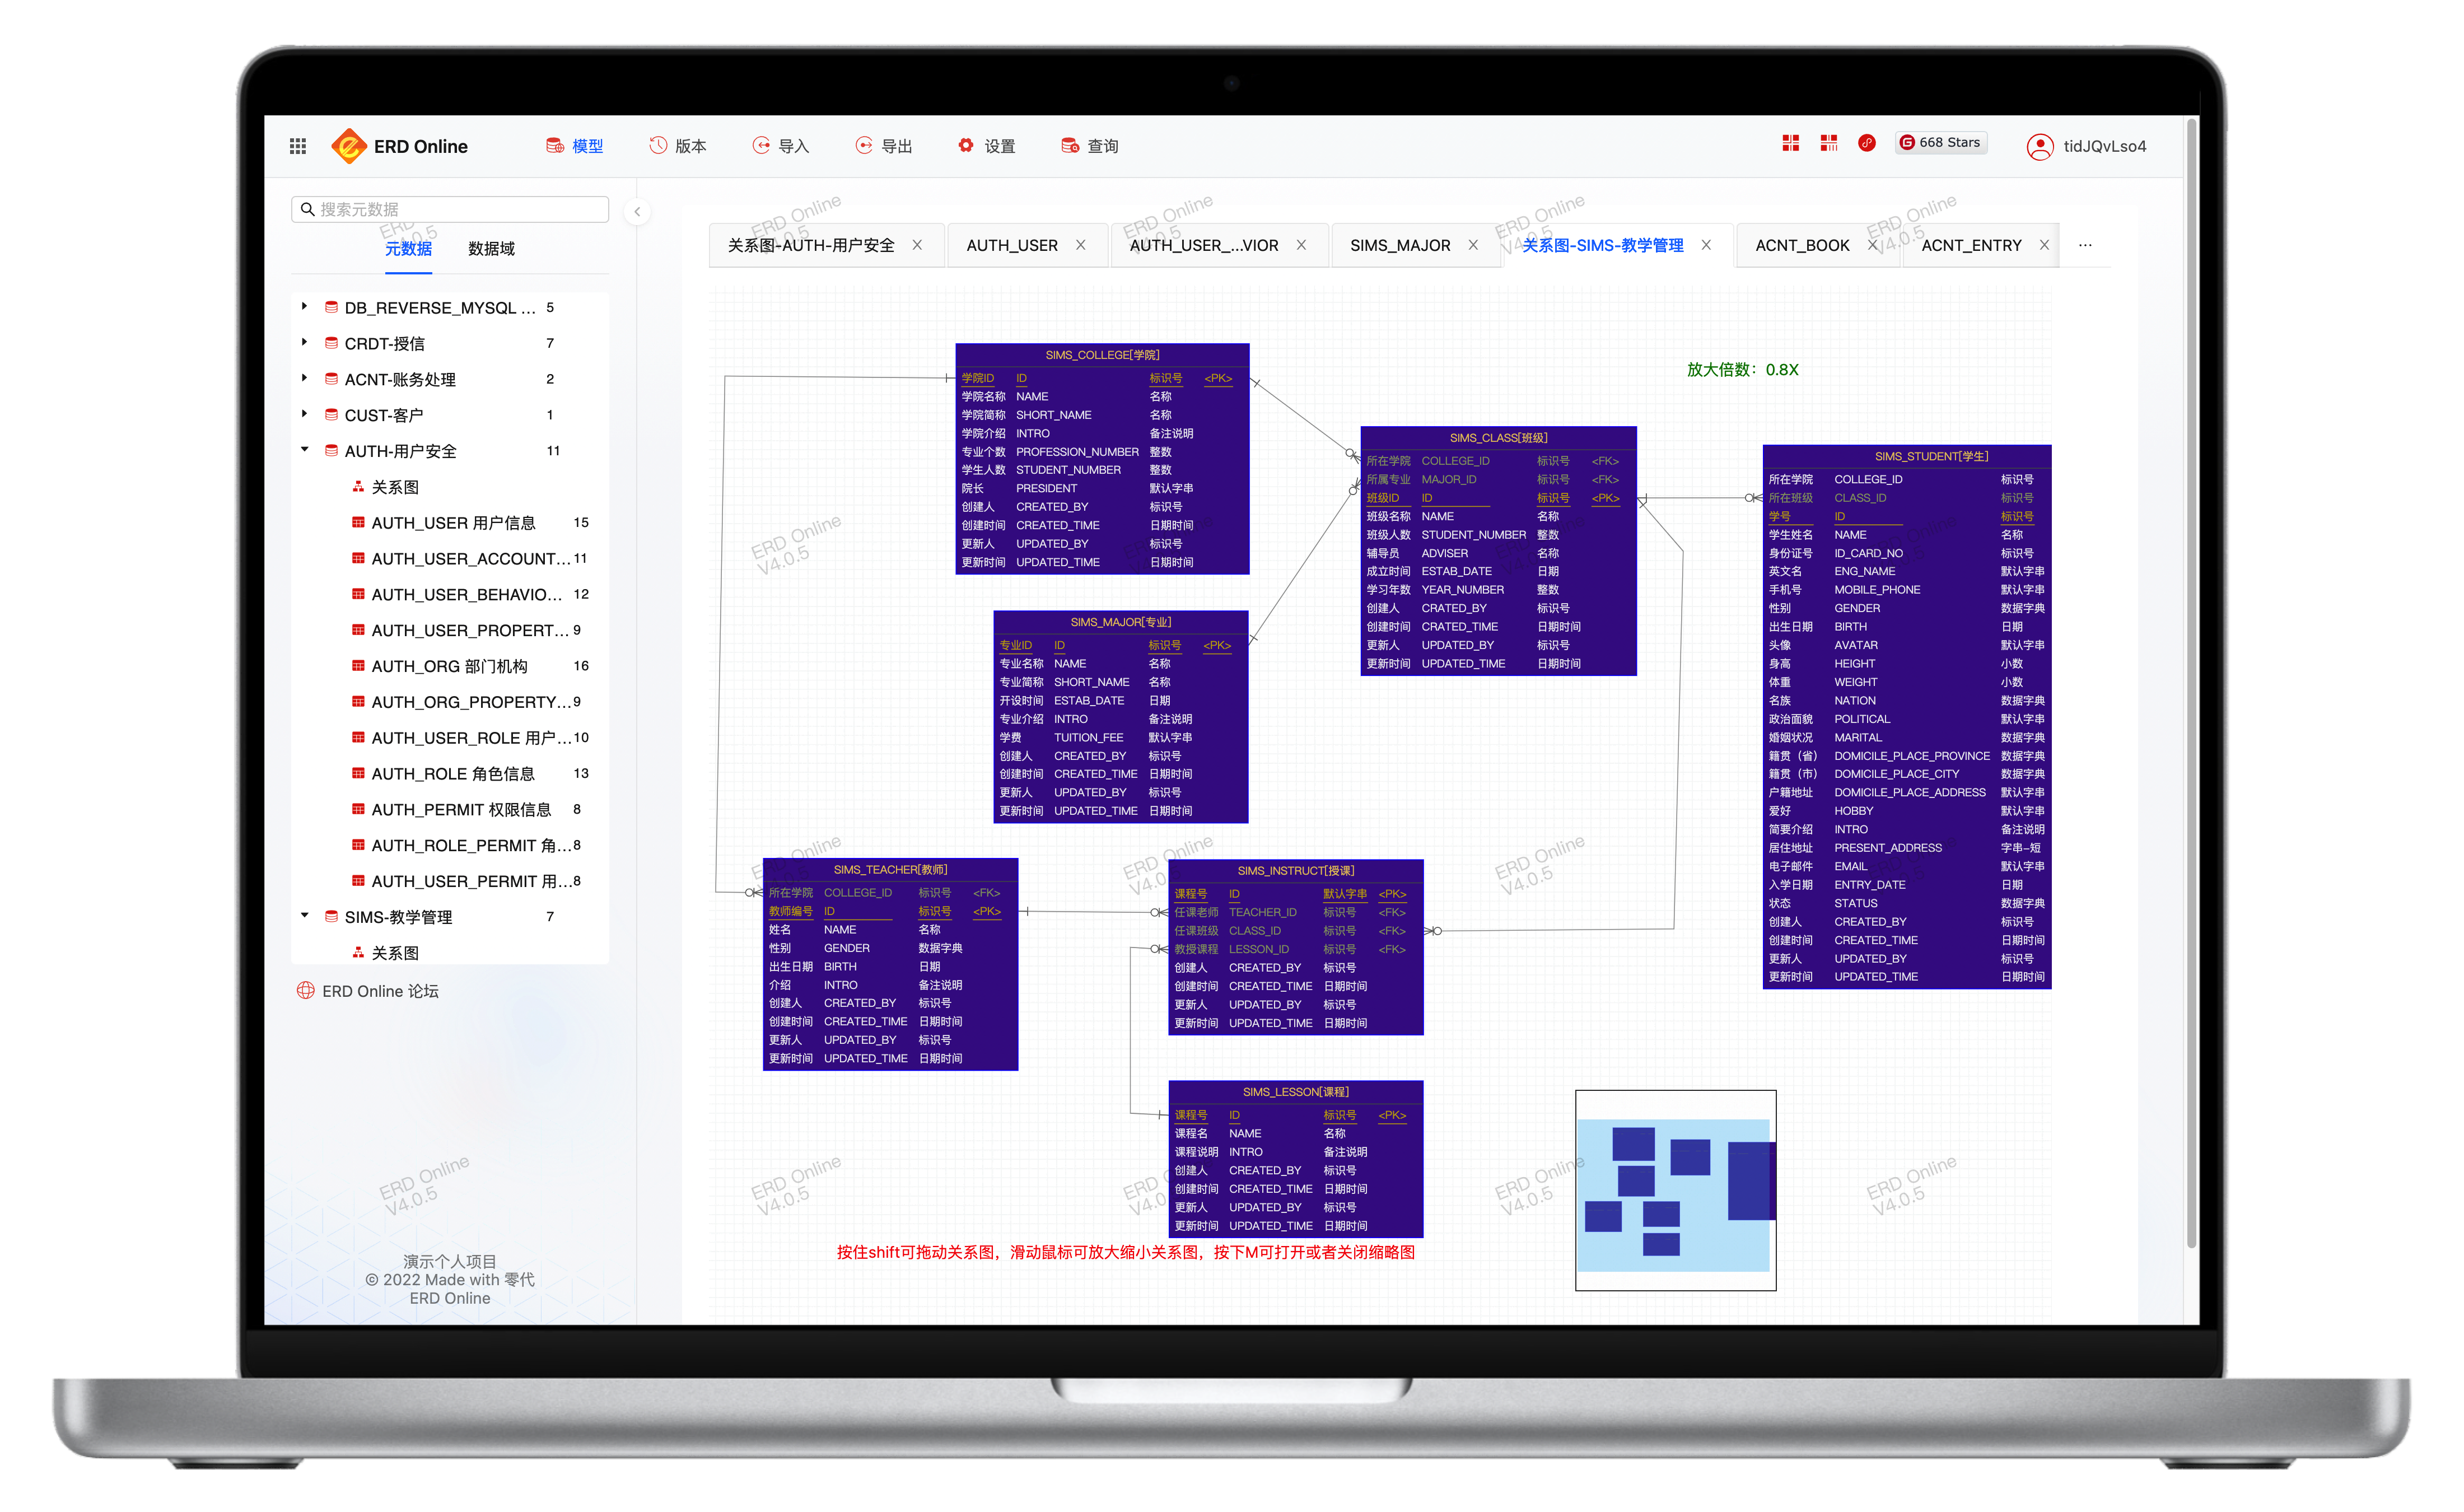 ERD Online
模型
版本
导入
导出
设置
查询
668 Stars
tidJQvLso4
搜索元数据
元数据 数据域
DB_REVERSE_MYSQL ... 5
CRDT-授信 7
ACNT-账务处理 2
CUST-客户 1
AUTH-用户安全 11
关系图
AUTH_USER 用户信息 15
AUTH_USER_ACCOUNT... 11
AUTH_USER_BEHAVIO... 12
AUTH_USER_PROPERT... 9
AUTH_ORG 部门机构 16
AUTH_ORG_PROPERTY... 9
AUTH_USER_ROLE 用户... 10
AUTH_ROLE 角色信息 13
AUTH_PERMIT 权限信息 8
AUTH_ROLE_PERMIT 角... 8
AUTH_USER_PERMIT 用... 8
SIMS-教学管理 7
关系图
ERD Online 论坛
演示个人项目
© 2022 Made with 零代
ERD Online
关系图-AUTH-用户安全
AUTH_USER
AUTH_USER_...VIOR
SIMS_MAJOR
关系图-SIMS-教学管理
ACNT_BOOK
ACNT_ENTRY
...
放大倍数：0.8X
SIMS_COLLEGE[学院]
学院ID ID 标识号 <PK>
学院名称 NAME 名称
学院简称 SHORT_NAME 名称
学院介绍 INTRO 备注说明
专业个数 PROFESSION_NUMBER 整数
学生人数 STUDENT_NUMBER 整数
院长 PRESIDENT 默认字串
创建人 CREATED_BY 标识号
创建时间 CREATED_TIME 日期时间
更新人 UPDATED_BY 标识号
更新时间 UPDATED_TIME 日期时间
SIMS_CLASS[班级]
所在学院 COLLEGE_ID 标识号 <FK>
所属专业 MAJOR_ID 标识号 <FK>
班级ID ID 标识号 <PK>
班级名称 NAME 名称
班级人数 STUDENT_NUMBER 整数
辅导员 ADVISER 名称
成立时间 ESTAB_DATE 日期
学习年数 YEAR_NUMBER 整数
创建人 CRATED_BY 标识号
创建时间 CRATED_TIME 日期时间
更新人 UPDATED_BY 标识号
更新时间 UPDATED_TIME 日期时间
SIMS_STUDENT[学生]
所在学院 COLLEGE_ID 标识号
所在班级 CLASS_ID 标识号
学号 ID 标识号
学生姓名 NAME 名称
身份证号 ID_CARD_NO 标识号
英文名 ENG_NAME 默认字串
手机号 MOBILE_PHONE 默认字串
性别 GENDER 数据字典
出生日期 BIRTH 日期
头像 AVATAR 默认字串
身高 HEIGHT 小数
体重 WEIGHT 小数
名族 NATION 数据字典
政治面貌 POLITICAL 默认字串
婚姻状况 MARITAL 数据字典
籍贯（省） DOMICILE_PLACE_PROVINCE 数据字典
籍贯（市） DOMICILE_PLACE_CITY 数据字典
户籍地址 DOMICILE_PLACE_ADDRESS 默认字串
爱好 HOBBY 默认字串
简要介绍 INTRO 备注说明
居住地址 PRESENT_ADDRESS 字串-短
电子邮件 EMAIL 默认字串
入学日期 ENTRY_DATE 日期
状态 STATUS 数据字典
创建人 CREATED_BY 标识号
创建时间 CREATED_TIME 日期时间
更新人 UPDATED_BY 标识号
更新时间 UPDATED_TIME 日期时间
SIMS_MAJOR[专业]
专业ID ID 标识号 <PK>
专业名称 NAME 名称
专业简称 SHORT_NAME 名称
开设时间 ESTAB_DATE 日期
专业介绍 INTRO 备注说明
学费 TUITION_FEE 默认字串
创建人 CREATED_BY 标识号
创建时间 CREATED_TIME 日期时间
更新人 UPDATED_BY 标识号
更新时间 UPDATED_TIME 日期时间
SIMS_TEACHER[教师]
所在学院 COLLEGE_ID 标识号 <FK>
教师编号 ID 标识号 <PK>
姓名 NAME 名称
性别 GENDER 数据字典
出生日期 BIRTH 日期
介绍 INTRO 备注说明
创建人 CREATED_BY 标识号
创建时间 CREATED_TIME 日期时间
更新人 UPDATED_BY 标识号
更新时间 UPDATED_TIME 日期时间
SIMS_INSTRUCT[授课]
课程号 ID 默认字串 <PK>
任课老师 TEACHER_ID 标识号 <FK>
任课班级 CLASS_ID 标识号 <FK>
教授课程 LESSON_ID 标识号 <FK>
创建人 CREATED_BY 标识号
创建时间 CREATED_TIME 日期时间
更新人 UPDATED_BY 标识号
更新时间 UPDATED_TIME 日期时间
SIMS_LESSON[课程]
课程号 ID 标识号 <PK>
课程名 NAME 名称
课程说明 INTRO 备注说明
创建人 CREATED_BY 标识号
创建时间 CREATED_TIME 日期时间
更新人 UPDATED_BY 标识号
更新时间 UPDATED_TIME 日期时间
按住shift可拖动关系图，滑动鼠标可放大缩小关系图，按下M可打开或者关闭缩略图
ERD Online
V4.0.5